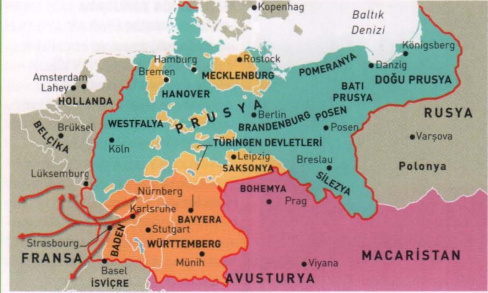 Kopenhag
Baltık
Denizi
Königsberg
Hamburg
Rostock
Danzig
Bremen
MECKLENBURG
POMERANYA
DOĞU PRUSYA
Amsterdam
Lahey
HOLLANDA
HANOVER
BATI
PRUSYA
RUSYA
PRUSYA
Berlin
BRANDENBURG
POSEN
Posen
WESTFALYA
BELÇİKA
Brüksel
Köln
Varşova
TÜRİNGEN DEVLETLERİ
Leipzig
SAKSONYA
Breslau
SİLEZYA
Polonya
Lüksemburg
Nürnberg
BOHEMYA
Prag
Karlsruhe
BAVYERA
Strasbourg
BADEN
Stuttgart
WÜRTTEMBERG
FRANSA
Münih
Viyana
MACARİSTAN
Basel
İSVİÇRE
AVUSTURYA